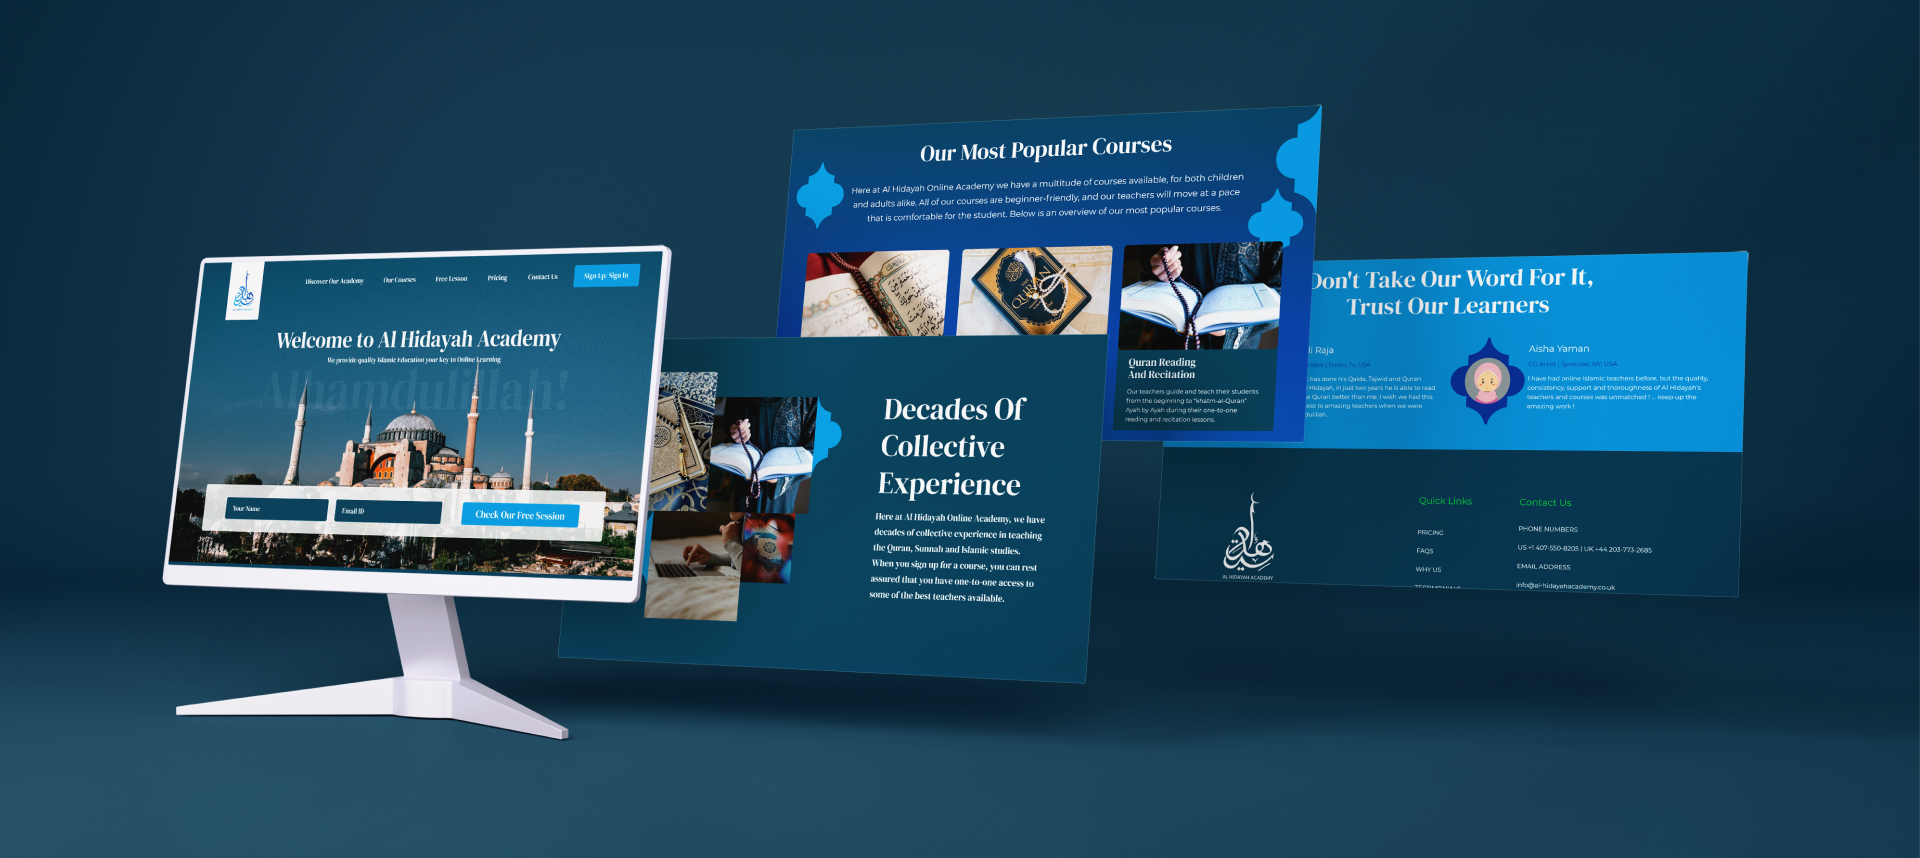 Discover Our Academy
Our Courses
Free Lesson
Pricing
Contact Us
Sign Up/ Sign In
Welcome to Al Hidayah Academy
We provide quality Islamic Education your key to Online Learning
Alhamdulillah!
Your Name
Email ID
Check Our Free Session
Decades Of
Collective
Experience
Here at Al Hidayah Online Academy, we have
decades of collective experience in teaching
the Quran, Sunnah and Islamic studies.
When you sign up for a course, you can rest
assured that you have one-to-one access to
some of the best teachers available.
Our Most Popular Courses
Here at Al Hidayah Online Academy we have a multitude of courses available, for both children
and adults alike. All of our courses are beginner-friendly, and our teachers will move at a pace
that is comfortable for the student. Below is an overview of our most popular courses.
Quran Reading
And Recitation
Our teachers guide and teach their students
from the beginning to "khatm-al-Quran"
Ayah by Ayah during their one-to-one
reading and recitation lessons.
Don't Take Our Word For It,
Trust Our Learners
Raja
Dallas, Tx, USA
has done his Qaida, Tajwid and Quran
Hidayah, in just two years he is able to read
Quran better than me. I wish we had this
to amazing teachers when we were
Aisha Yaman
CG Artist | Syracuse, NY, USA
I have had online Islamic teachers before, but the quality,
consistency, support and thoroughness of Al Hidayah's
teachers and courses was unmatched ! ... keep up the
amazing work !
AL HIDAYAH ACADEMY
Quick Links
PRICING
FAQS
WHY US
TESTIMONIALS
Contact Us
PHONE NUMBERS
US +1 407-550-8205 | UK +44 203-773-2685
EMAIL ADDRESS
info@al-hidayahacademy.co.uk